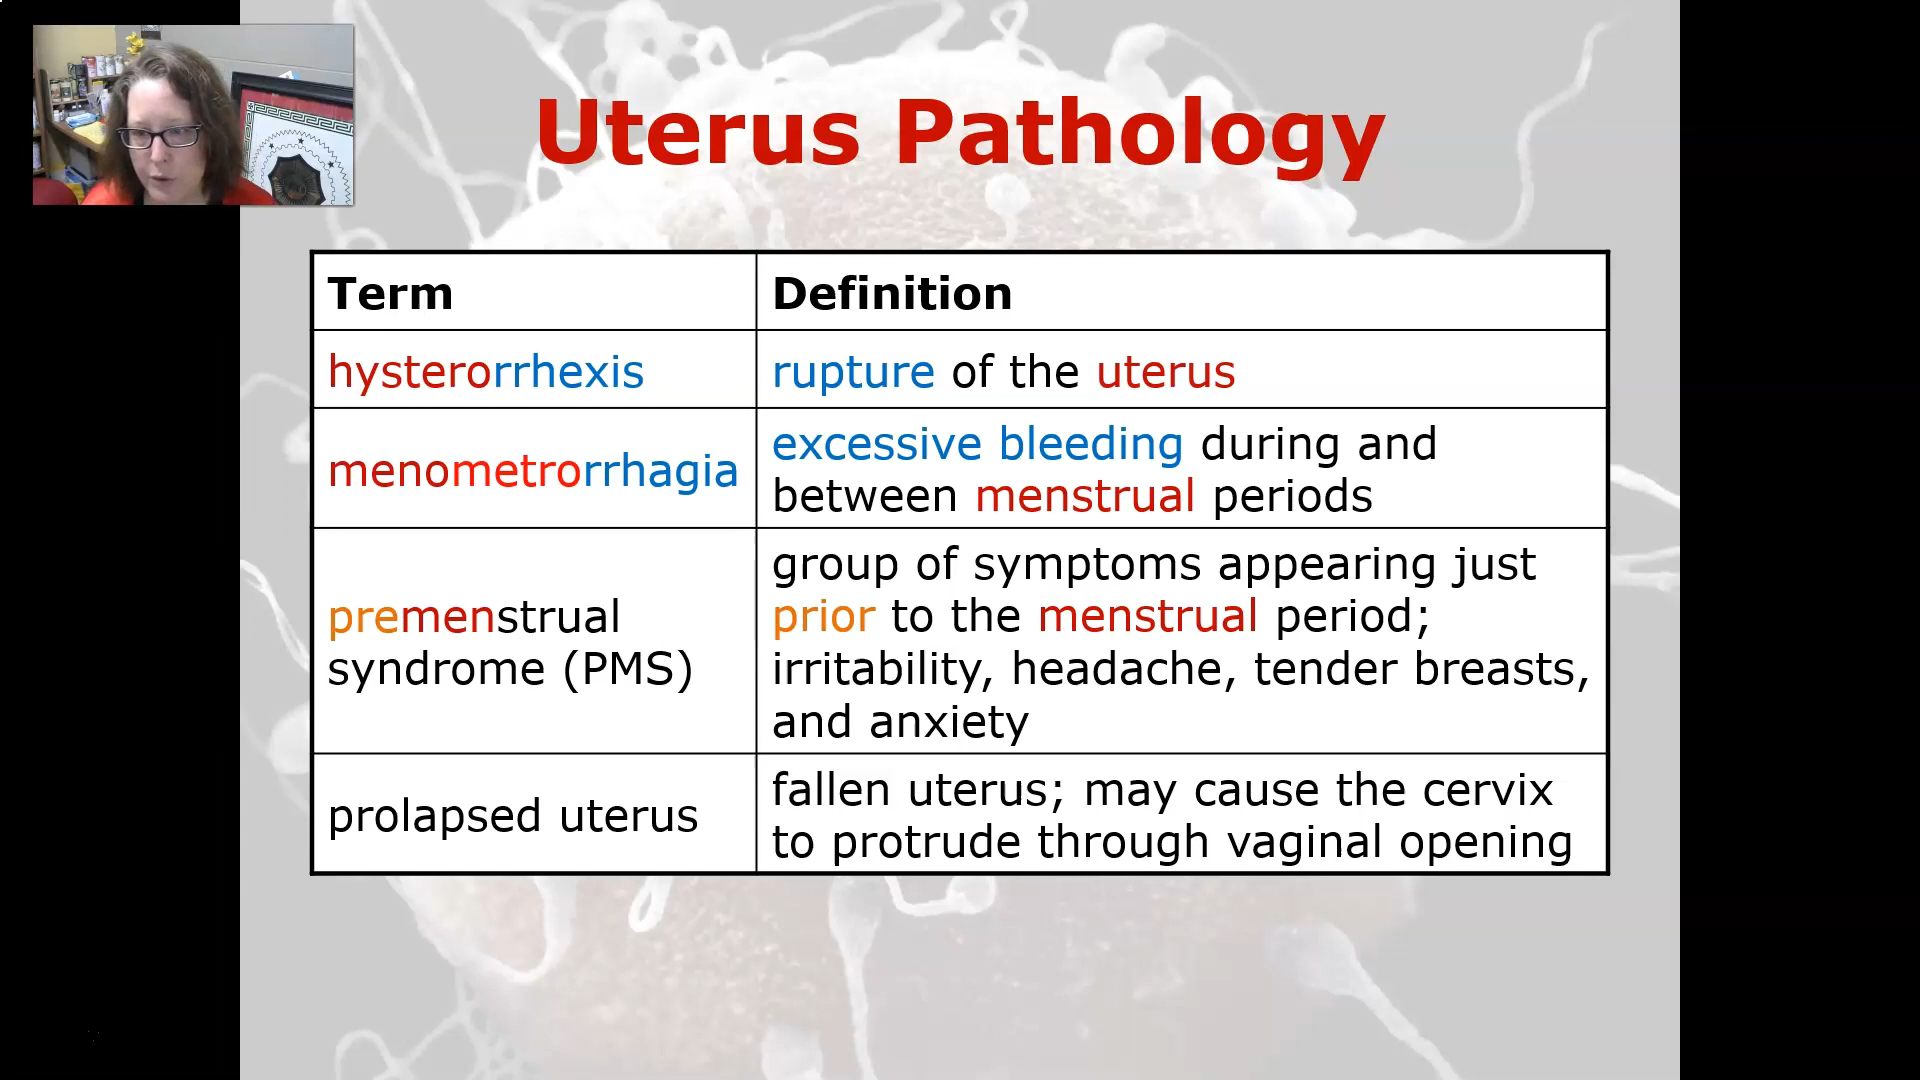 Uterus Pathology
Term
Definition
hysterorrhexis
rupture of the uterus
menometrorrhagia
excessive bleeding during and
between menstrual periods
premenstrual
syndrome (PMS)
group of symptoms appearing just
prior to the menstrual period;
irritability, headache, tender breasts,
and anxiety
prolapsed uterus
fallen uterus; may cause the cervix
to protrude through vaginal opening